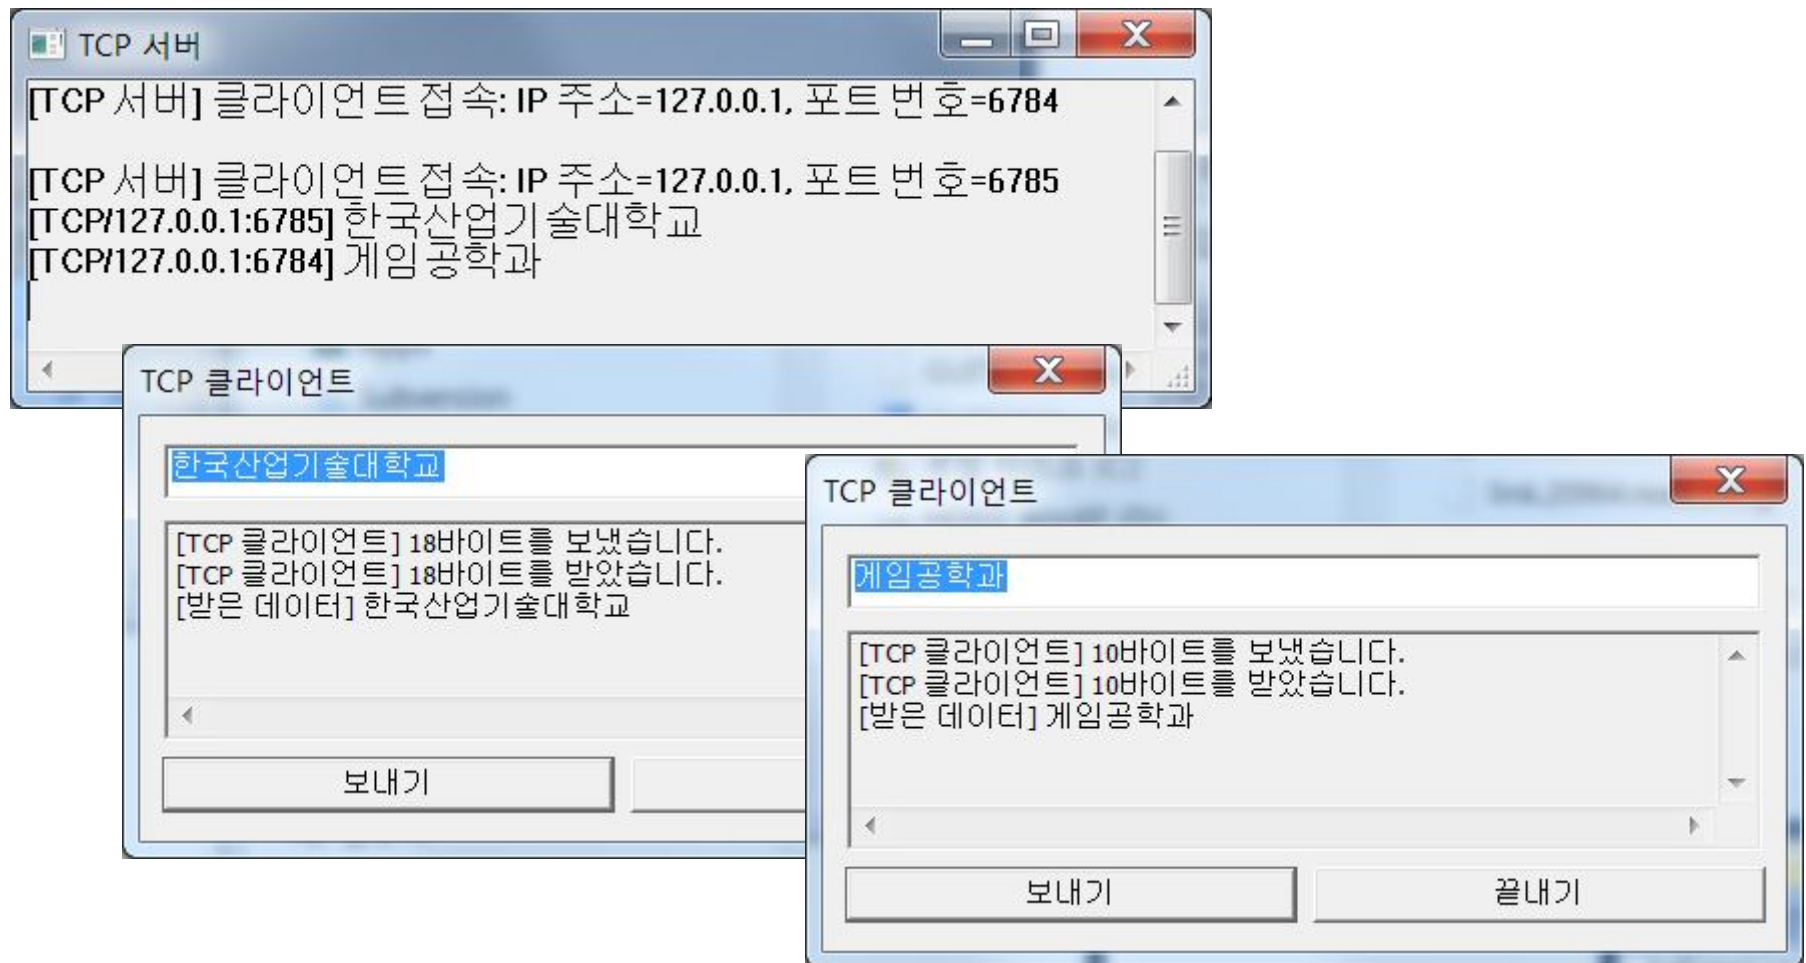 TCP 서버
[TCP 서버] 클라이언트 접속: IP 주소=127.0.0.1, 포트 번호=6784
[TCP 서버] 클라이언트 접속: IP 주소=127.0.0.1, 포트 번호=6785
[TCP/127.0.0.1:6785] 한국산업기술대학교
[TCP/127.0.0.1:6784] 게임공학과
TCP 클라이언트
한국산업기술대학교
[TCP 클라이언트] 18바이트를 보냈습니다.
[TCP 클라이언트] 18바이트를 받았습니다.
[받은 데이터] 한국산업기술대학교
보내기
TCP 클라이언트
게임공학과
[TCP 클라이언트] 10바이트를 보냈습니다.
[TCP 클라이언트] 10바이트를 받았습니다.
[받은 데이터] 게임공학과
보내기
끝내기